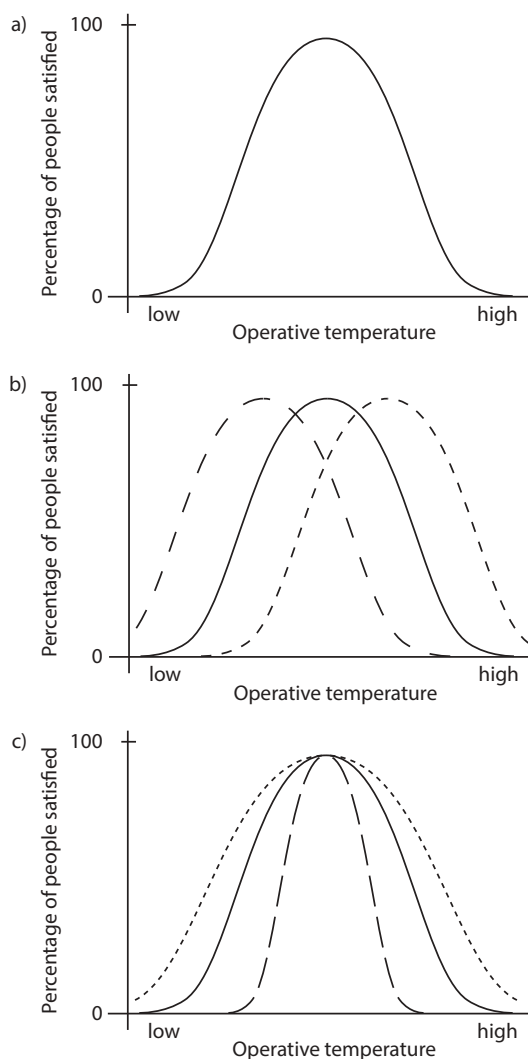 a)
100
Percentage of people satisfied
0
low
high
Operative temperature
b)
100
Percentage of people satisfied
0
low
high
Operative temperature
c)
100
Percentage of people satisfied
0
low
high
Operative temperature